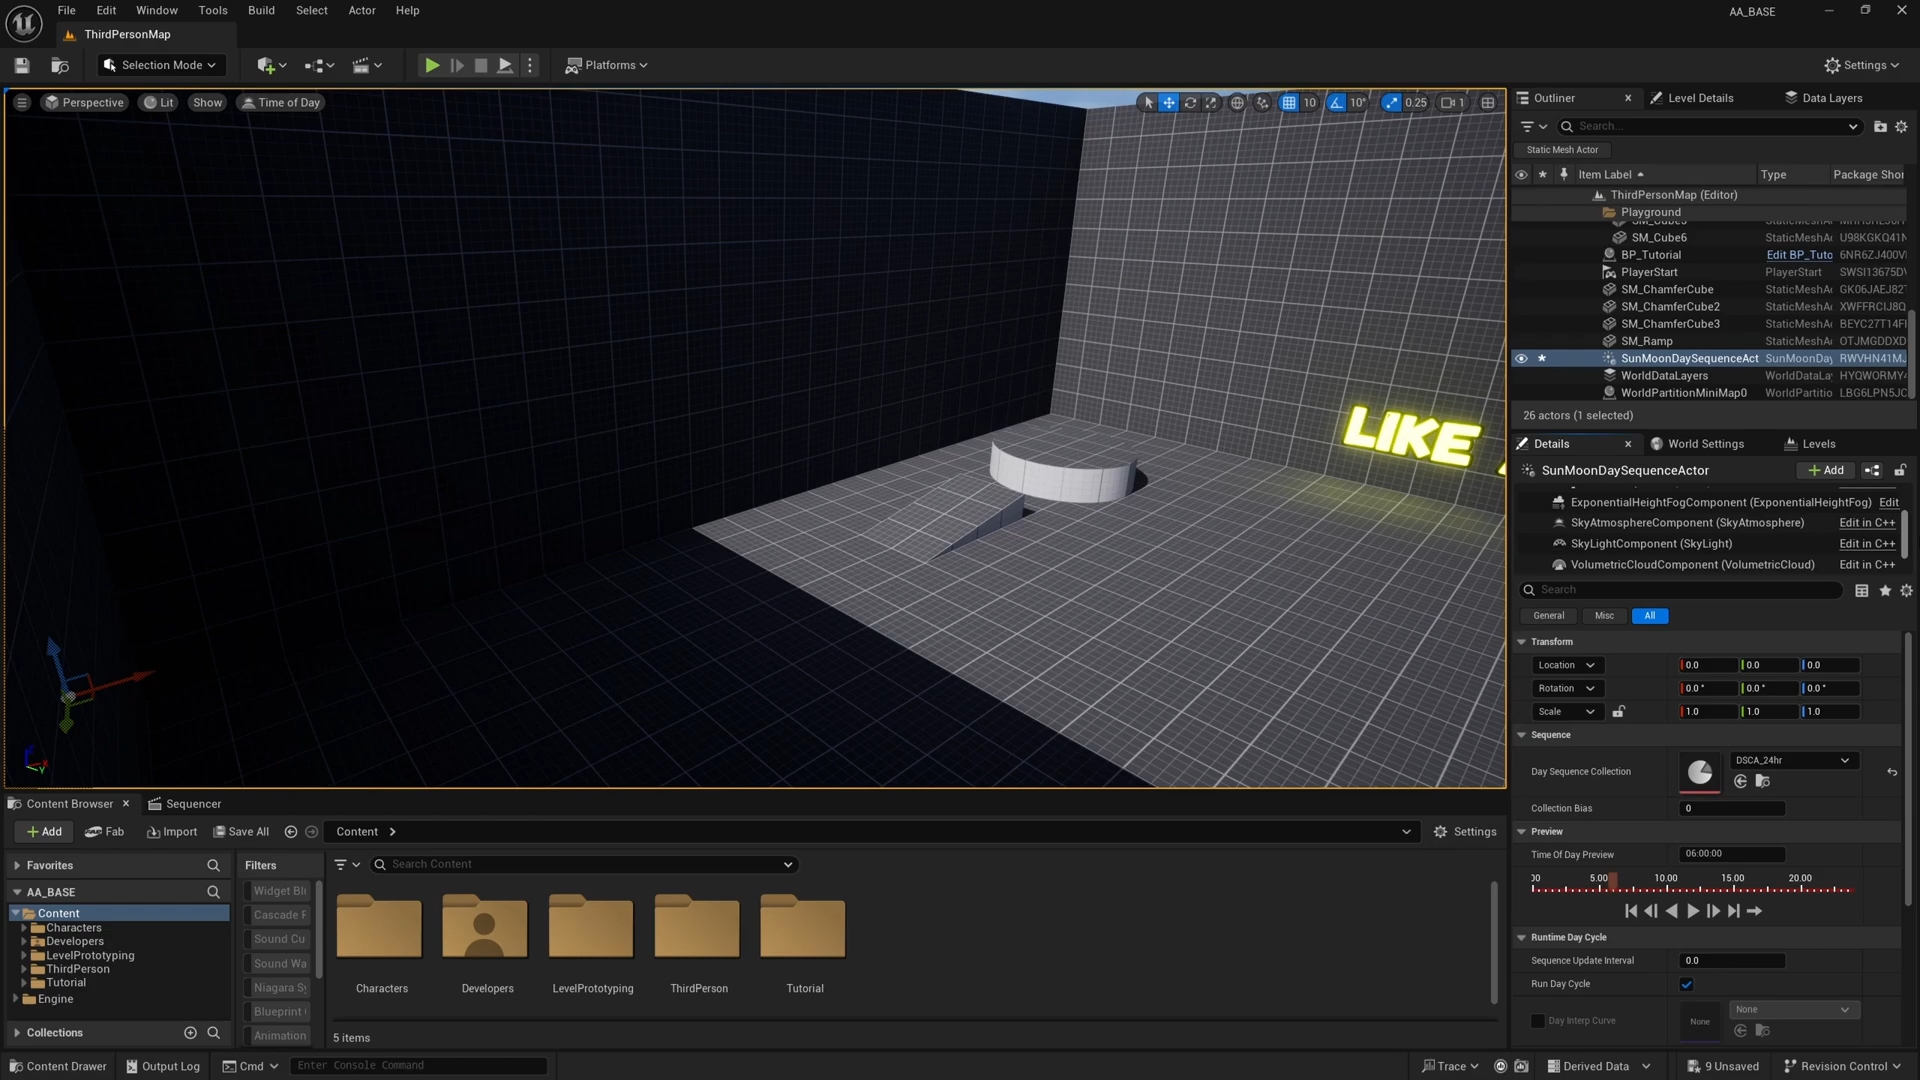 File Edit Window Tools Build Select Actor Help
AA_BASE
ThirdPersonMap
Selection Mode
Platforms
Settings
Perspective Lit Show Time of Day
10 10° 0.25 1
LIKE
Outliner Level Details Data Layers
Search...
Static Mesh Actor
Item Label Type Package Shor
ThirdPersonMap (Editor)
Playground
SM_Cube6 StaticMeshAc U98KGKQ41N
BP_Tutorial Edit BP_Tuto 6NR6ZJ400V
PlayerStart PlayerStart SWSI13675D
SM_ChamferCube StaticMeshAc GK06JAEJ82
SM_ChamferCube2 StaticMeshAc XWFFRCIJ8Q
SM_ChamferCube3 StaticMeshAc BEYC27T14F
SM_Ramp StaticMeshAc OTJMGDDXD
SunMoonDaySequenceAct SunMoonDay RWVHN41MJ
WorldDataLayers WorldDataLa HYQWORMY
WorldPartitionMiniMap0 WorldPartitio LBG6LPN5JC
26 actors (1 selected)
Details World Settings Levels
SunMoonDaySequenceActor Add
ExponentialHeightFogComponent (ExponentialHeightFog) Edit
SkyAtmosphereComponent (SkyAtmosphere) Edit in C++
SkyLightComponent (SkyLight) Edit in C++
VolumetricCloudComponent (VolumetricCloud) Edit in C++
Search
General Misc All
Transform
Location 0.0 0.0 0.0
Rotation 0.0° 0.0° 0.0°
Scale 1.0 1.0 1.0
Sequence
Day Sequence Collection DSCA_24hr
Collection Bias 0
Preview
Time Of Day Preview 06:00:00
00 5.00 10.00 15.00 20.00
Runtime Day Cycle
Sequence Update Interval 0.0
Run Day Cycle
Day Interp Curve None None
Content Browser Sequencer
Add Fab Import Save All Content Settings
Favorites
AA_BASE
Content
Characters
Developers
LevelPrototyping
ThirdPerson
Tutorial
Engine
Collections
Filters
Widget Bl
Cascade F
Sound Cu
Sound Wa
Niagara Sy
Blueprint
Animation
Search Content
Characters Developers LevelPrototyping ThirdPerson Tutorial
5 items
Content Drawer Output Log Cmd Enter Console Command
Trace Derived Data 9 Unsaved Revision Control